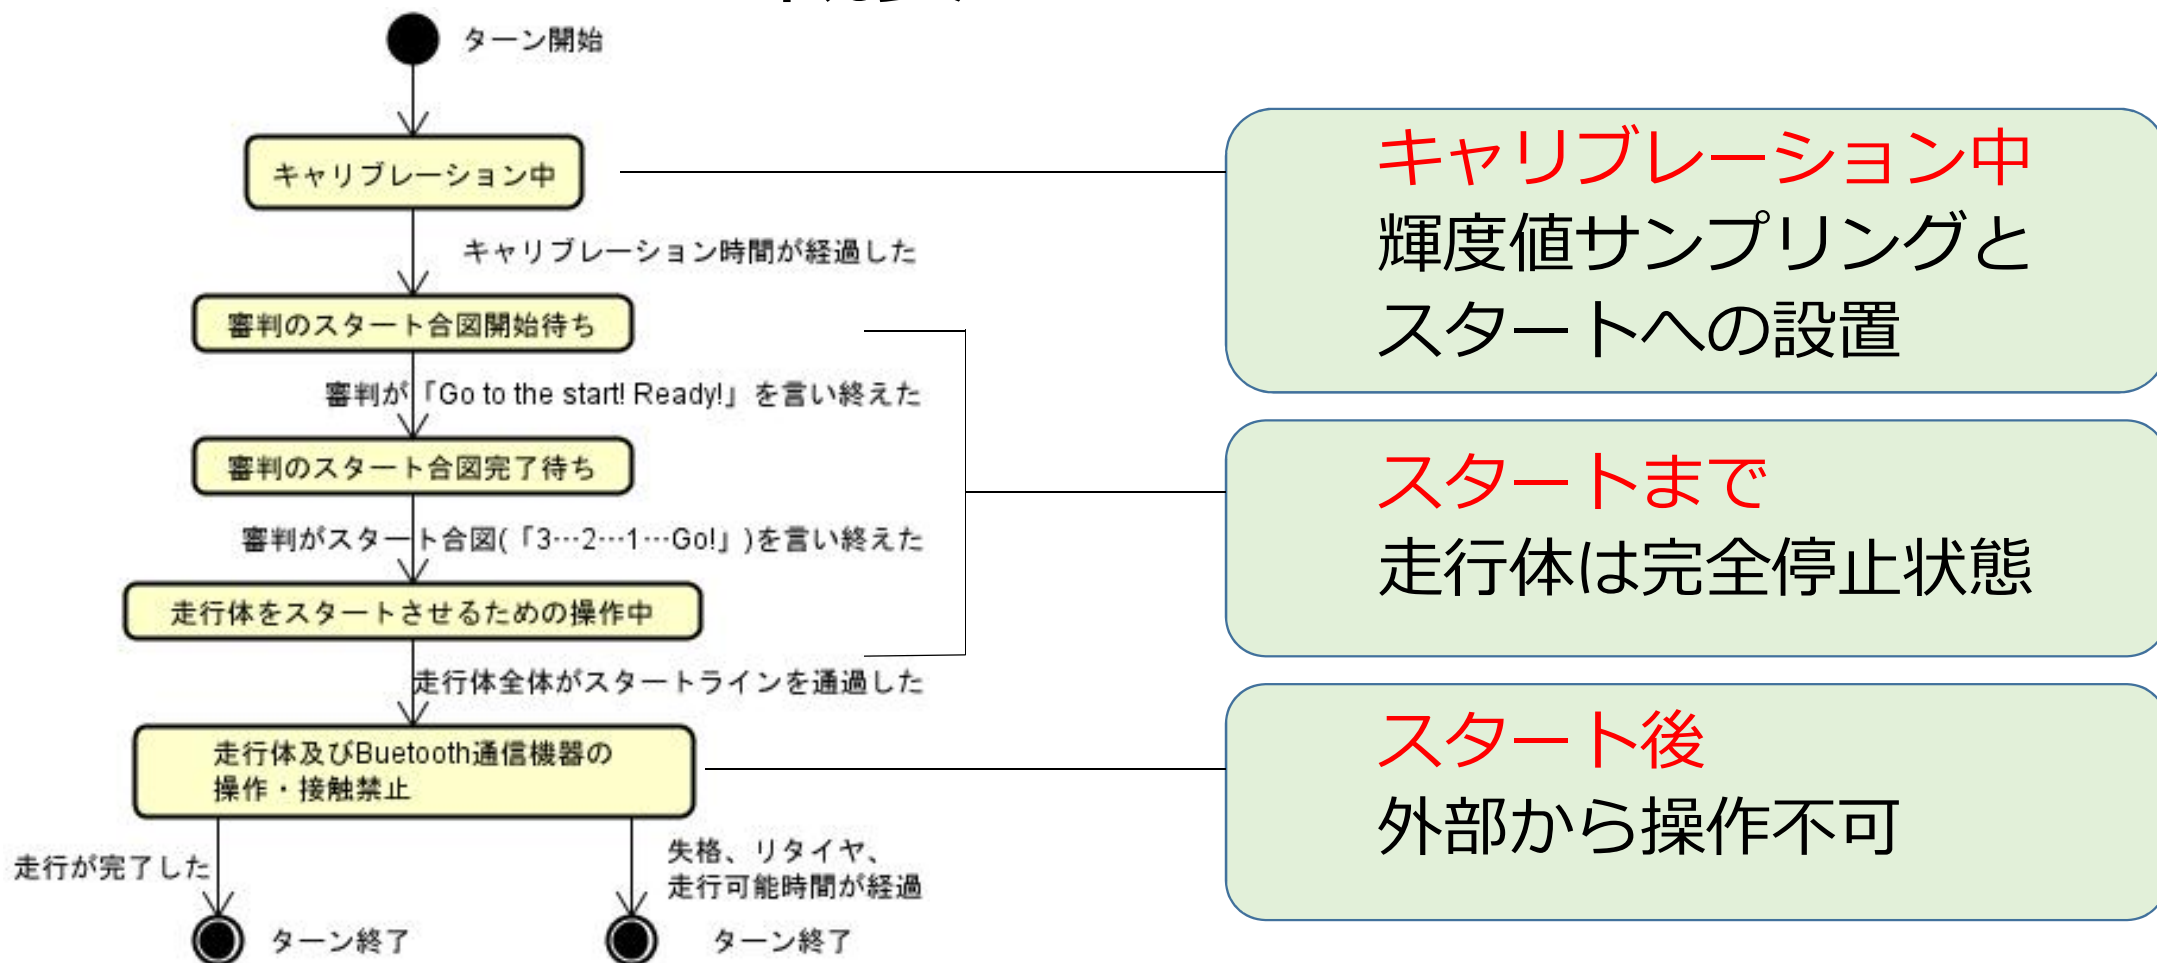 ターン開始
キャリブレーション中
キャリブレーション時間が経過した
審判のスタート合図開始待ち
審判が「Go to the start! Ready!」を言い終えた
審判のスタート合図完了待ち
審判がスタート合図(「3…2…1…Go!」)を言い終えた
走行体をスタートさせるための操作中
走行体全体がスタートラインを通過した
走行体及びBuetooth通信機器の
操作・接触禁止
走行が完了した
失格、リタイヤ、
走行可能時間が経過
ターン終了
ターン終了
キャリブレーション中
輝度値サンプリングと
スタートへの設置
スタートまで
走行体は完全停止状態
スタート後
外部から操作不可